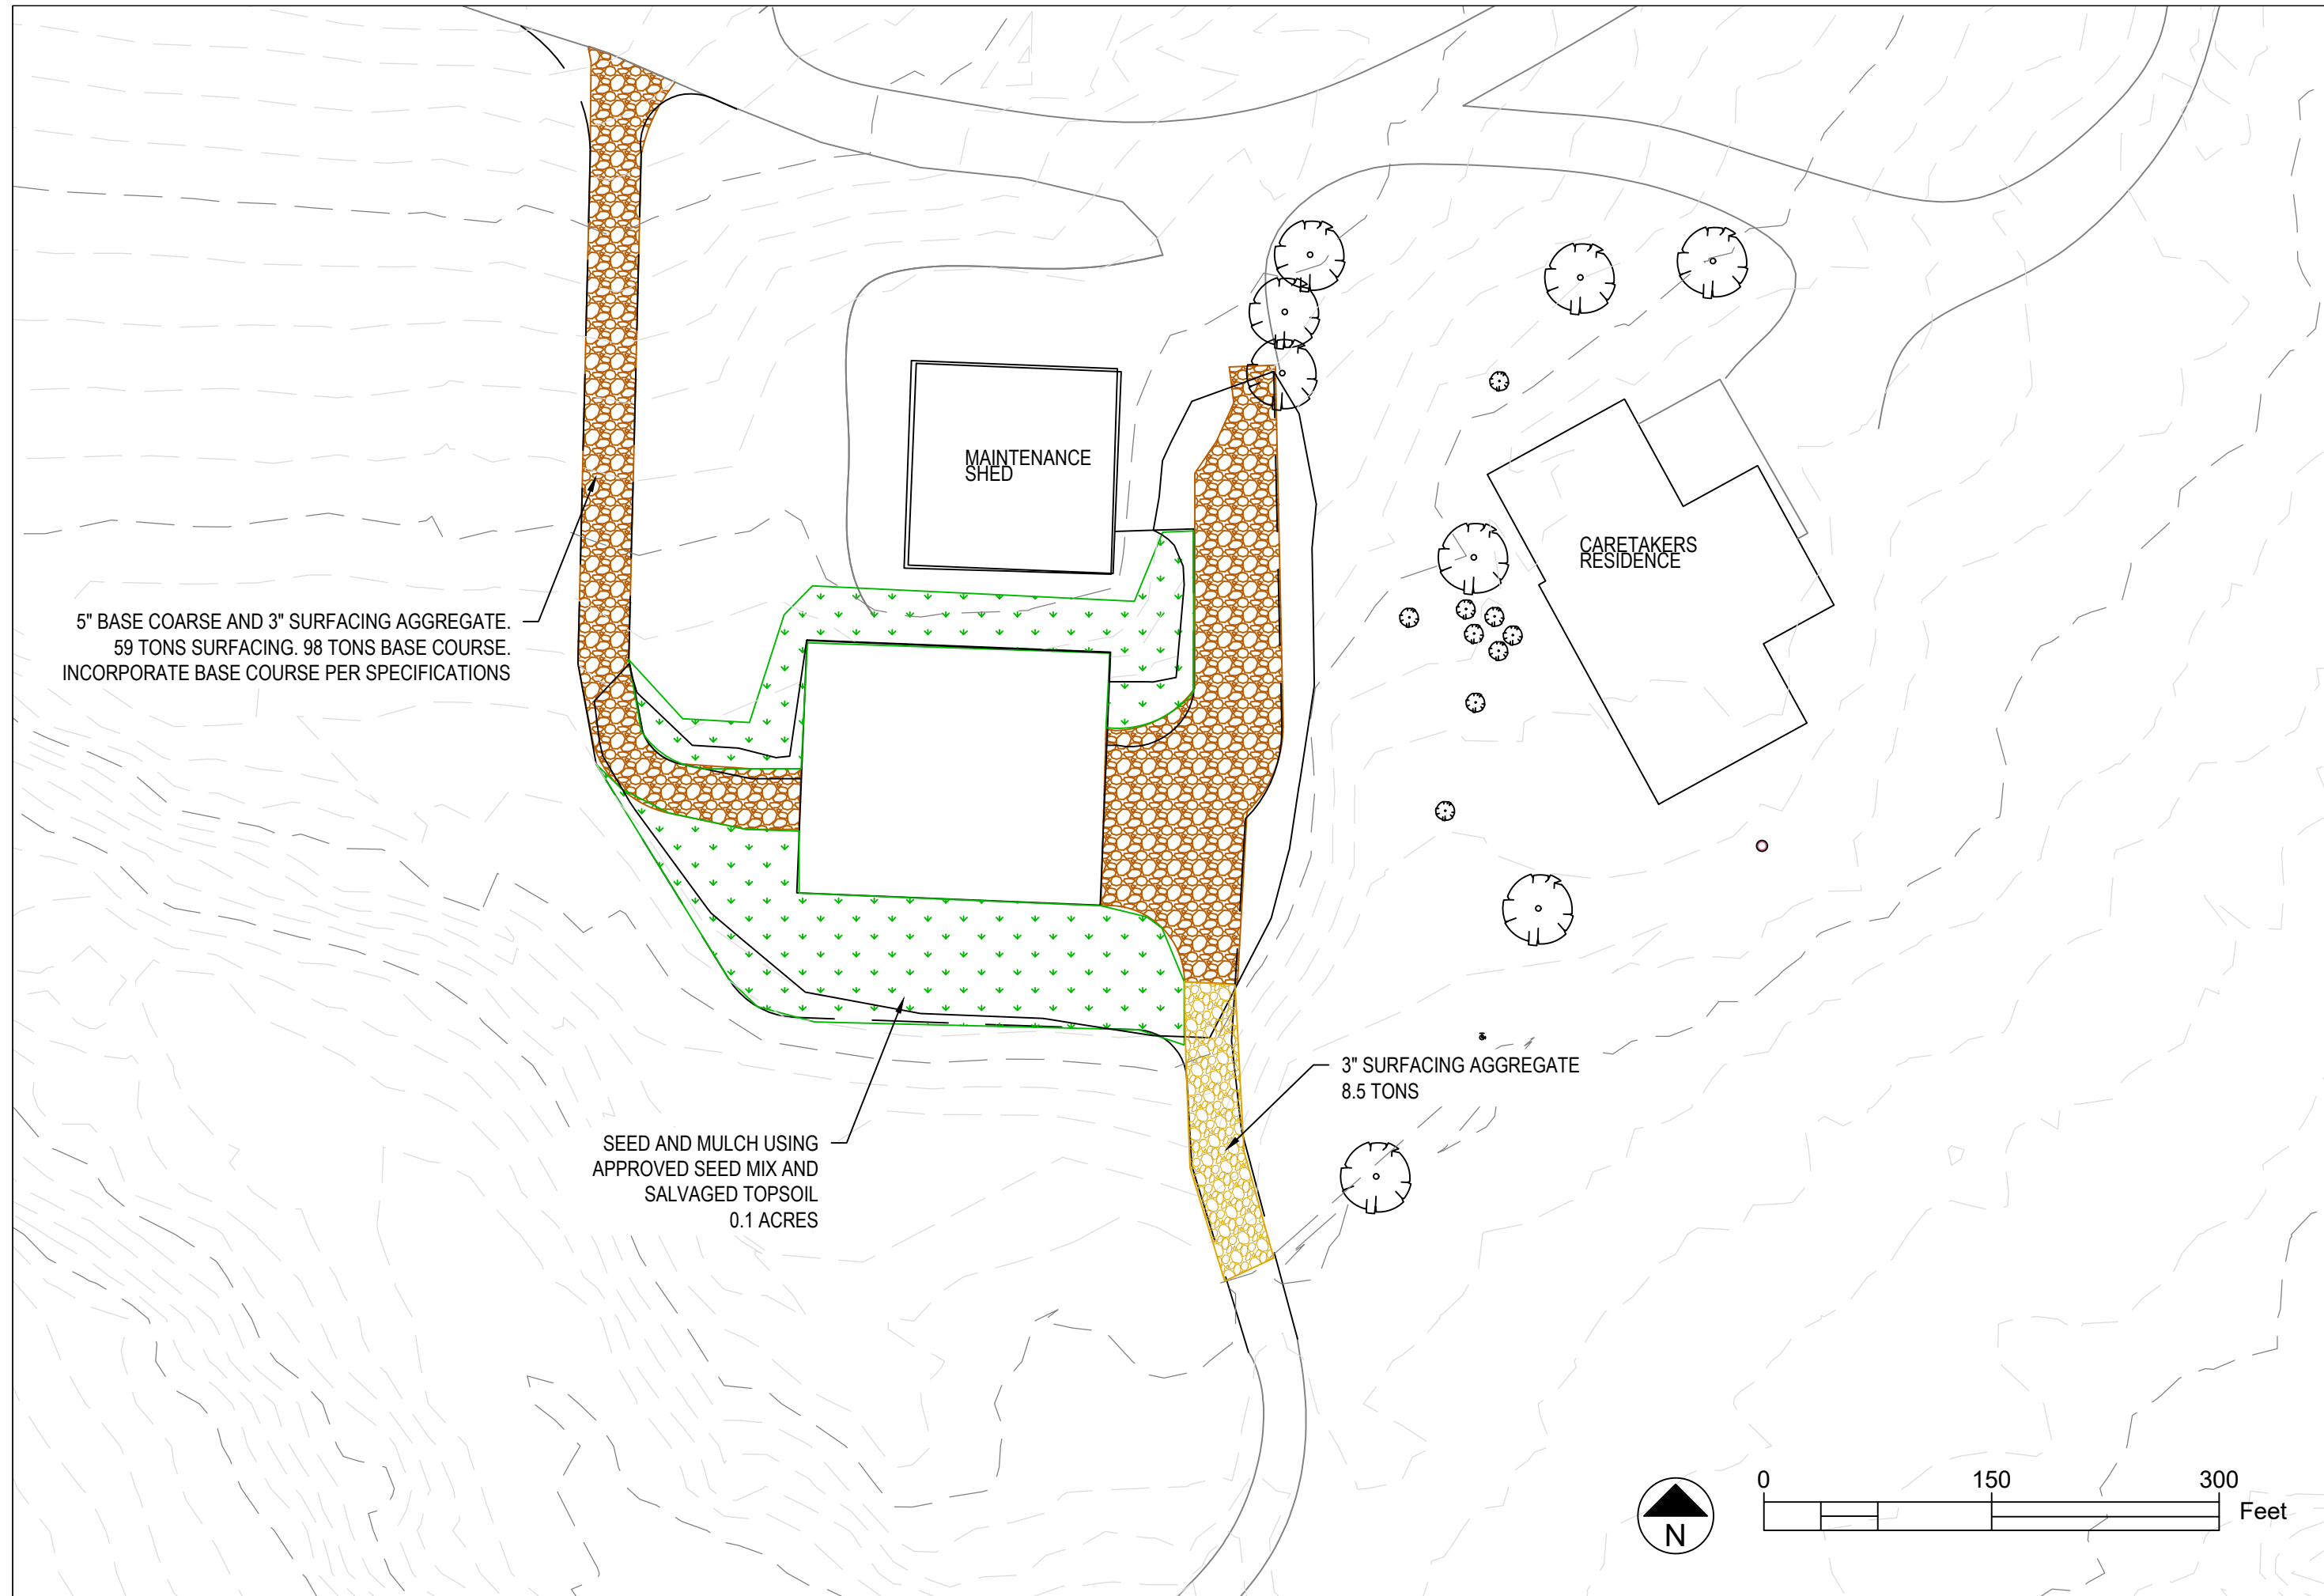 MAINTENANCE
SHED
CARETAKERS
RESIDENCE
5" BASE COARSE AND 3" SURFACING AGGREGATE.
59 TONS SURFACING. 98 TONS BASE COURSE.
INCORPORATE BASE COURSE PER SPECIFICATIONS
3" SURFACING AGGREGATE
8.5 TONS
SEED AND MULCH USING
APPROVED SEED MIX AND
SALVAGED TOPSOIL
0.1 ACRES
N
0 150 300
Feet